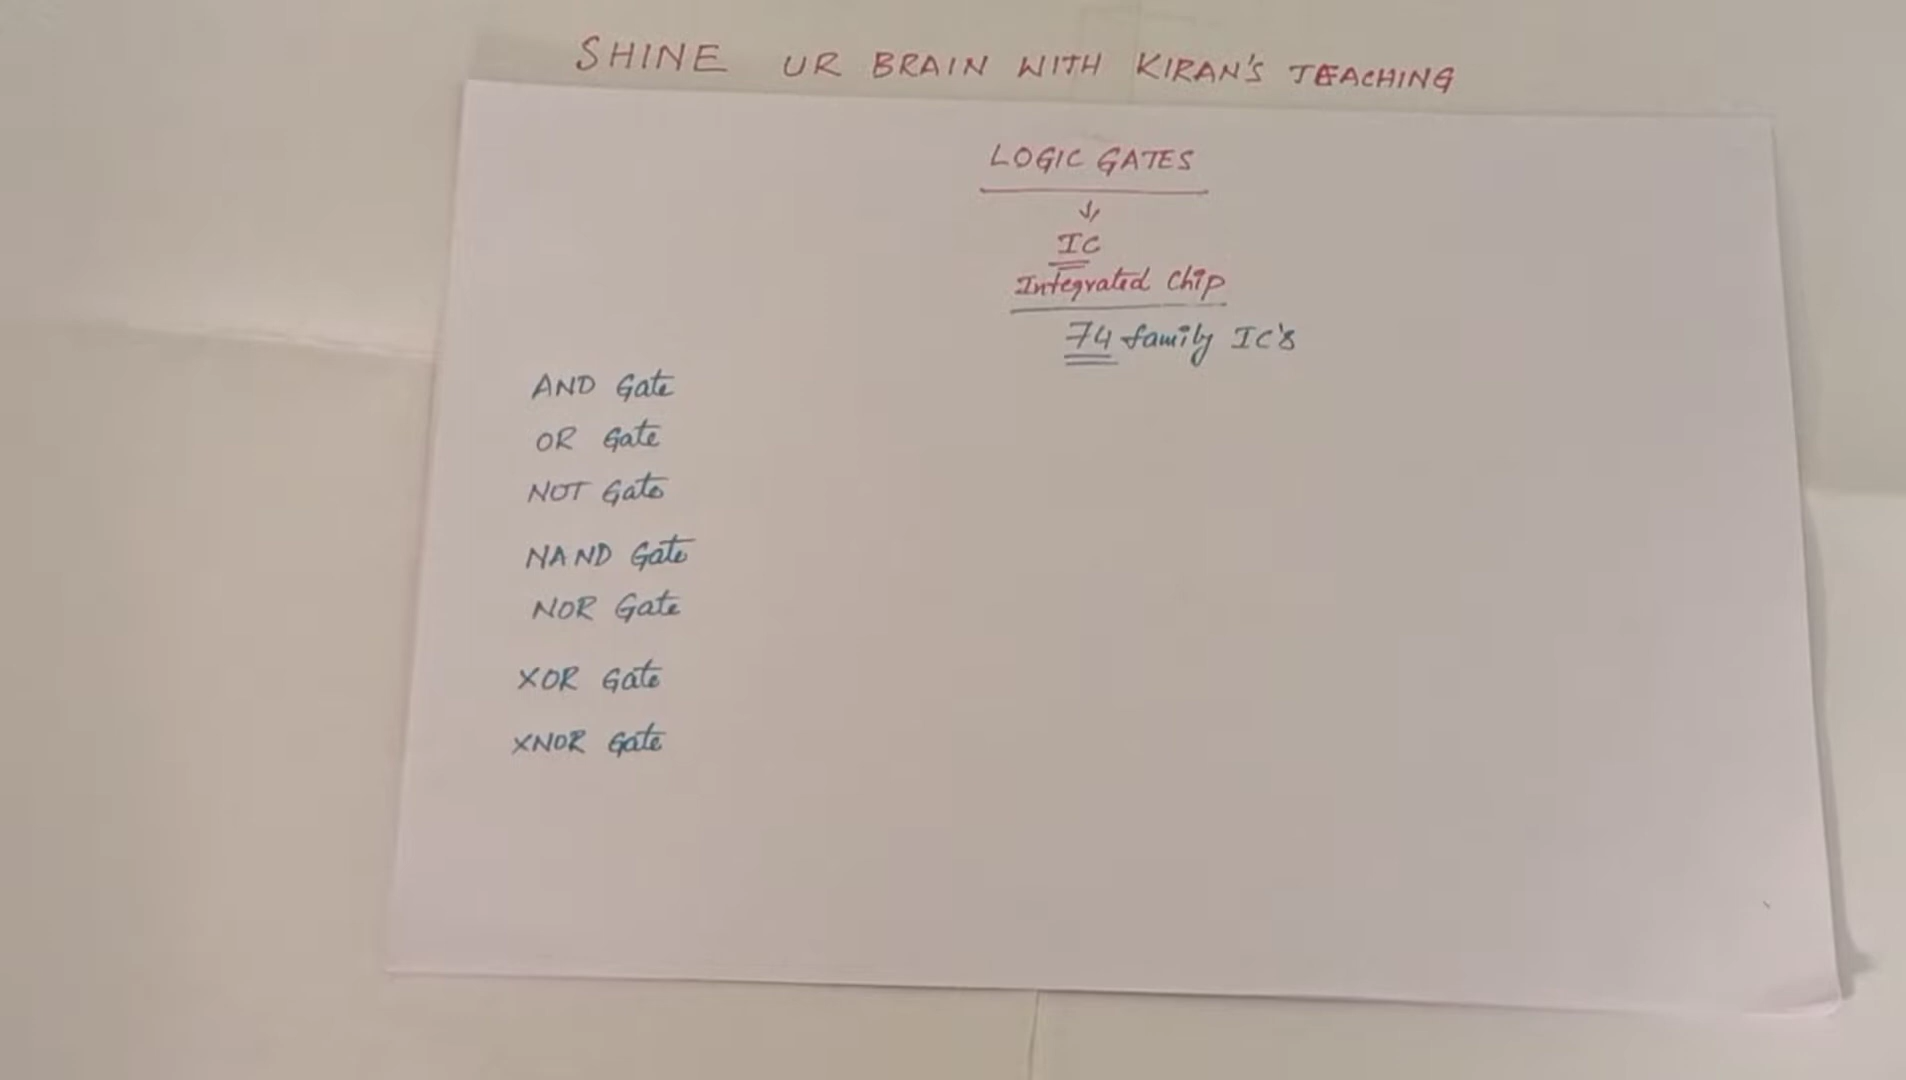 SHINE UR BRAIN WITH KIRAN'S TEACHING
LOGIC GATES
IC
Integrated Chip
74 family IC's
AND Gate
OR Gate
NOT Gate
NAND Gate
NOR Gate
XOR Gate
XNOR Gate